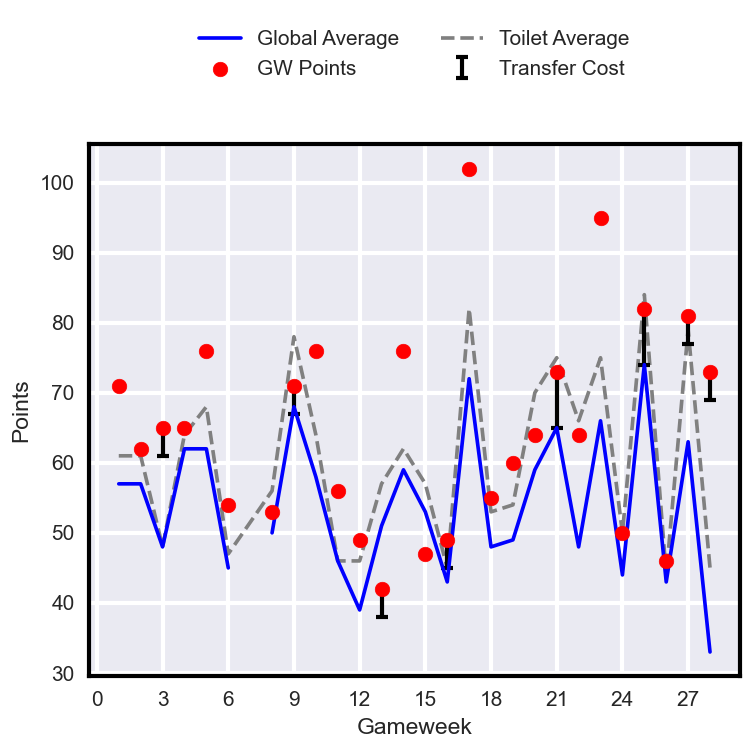 Global Average
Toilet Average
GW Points
Transfer Cost
100
90
80
70
60
50
40
30
Points
0 3 6 9 12 15 18 21 24 27
Gameweek